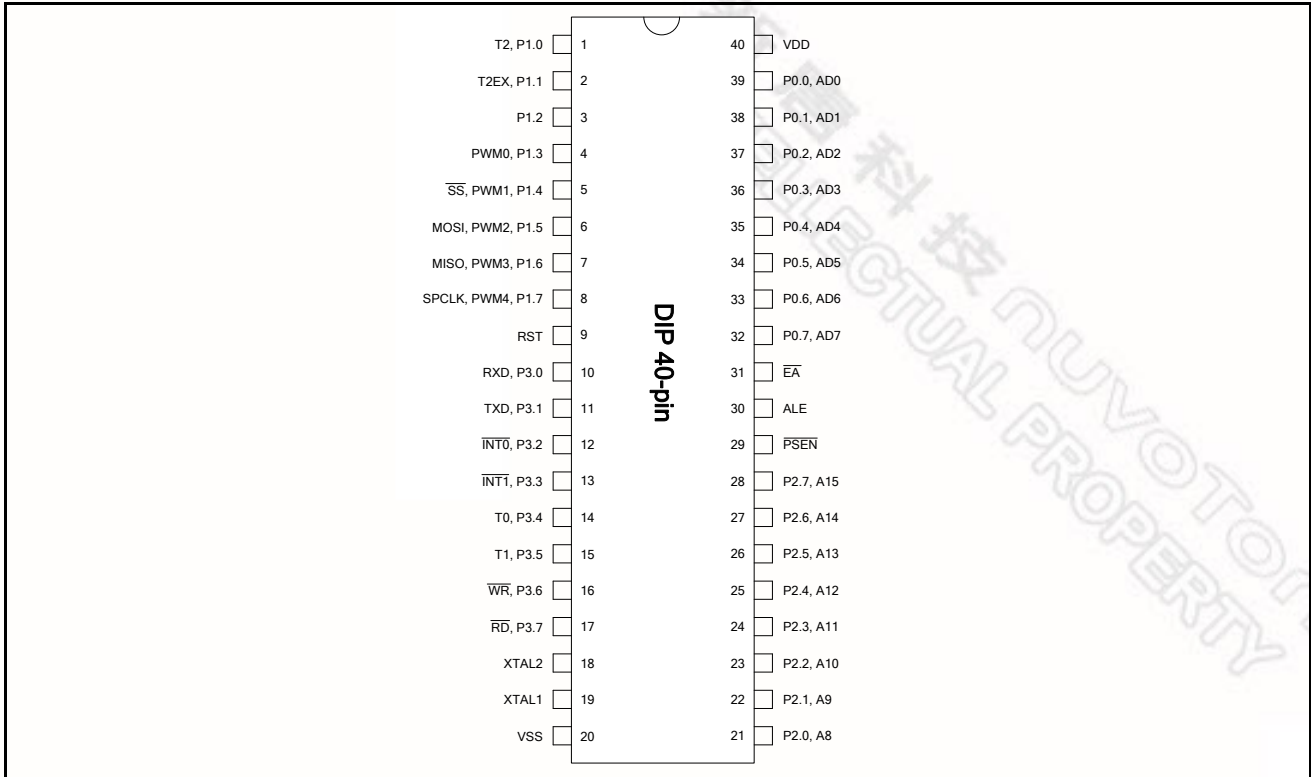 T2, P1.0 1 40 VDD
T2EX, P1.1 2 39 P0.0, AD0
P1.2 3 38 P0.1, AD1
PWM0, P1.3 4 37 P0.2, AD2
S̅S̅, PWM1, P1.4 5 36 P0.3, AD3
MOSI, PWM2, P1.5 6 35 P0.4, AD4
MISO, PWM3, P1.6 7 34 P0.5, AD5
SPCLK, PWM4, P1.7 8 33 P0.6, AD6
RST 9 32 P0.7, AD7
RXD, P3.0 10 31 E̅A̅
TXD, P3.1 11 30 ALE
I̅N̅T̅0̅, P3.2 12 29 P̅S̅E̅N̅
I̅N̅T̅1̅, P3.3 13 28 P2.7, A15
T0, P3.4 14 27 P2.6, A14
T1, P3.5 15 26 P2.5, A13
W̅R̅, P3.6 16 25 P2.4, A12
R̅D̅, P3.7 17 24 P2.3, A11
XTAL2 18 23 P2.2, A10
XTAL1 19 22 P2.1, A9
VSS 20 21 P2.0, A8
DIP 40-pin
科技 nuvoTon
PROPERTY